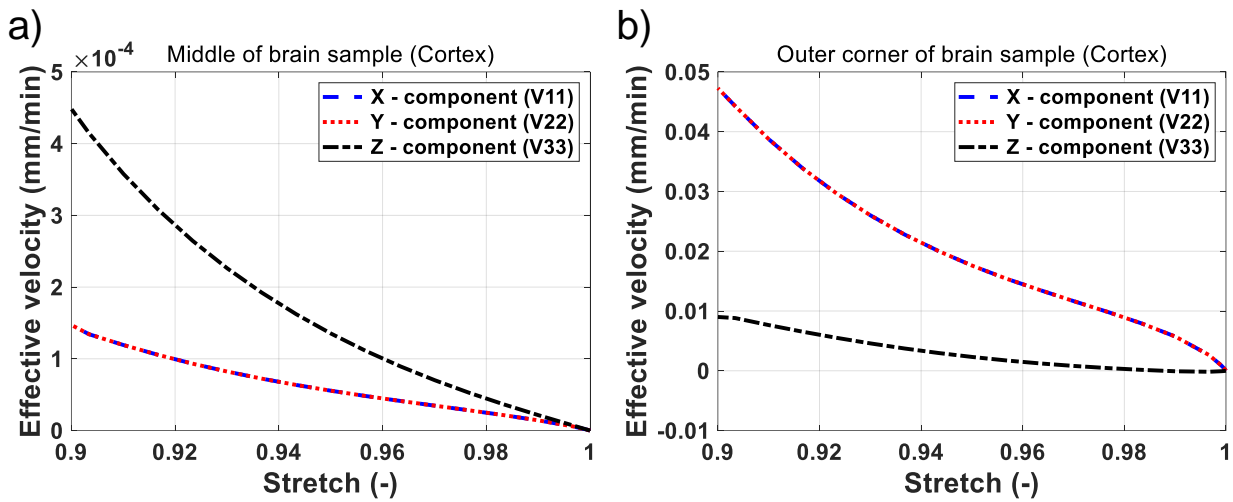 a)
Middle of brain sample (Cortex)
×10⁻⁴
X - component (V11)
Y - component (V22)
Z - component (V33)
Effective velocity (mm/min)
5
4
3
2
1
0
0.9 0.92 0.94 0.96 0.98 1
Stretch (-)
b)
Outer corner of brain sample (Cortex)
X - component (V11)
Y - component (V22)
Z - component (V33)
Effective velocity (mm/min)
0.05
0.04
0.03
0.02
0.01
0
-0.01
0.9 0.92 0.94 0.96 0.98 1
Stretch (-)